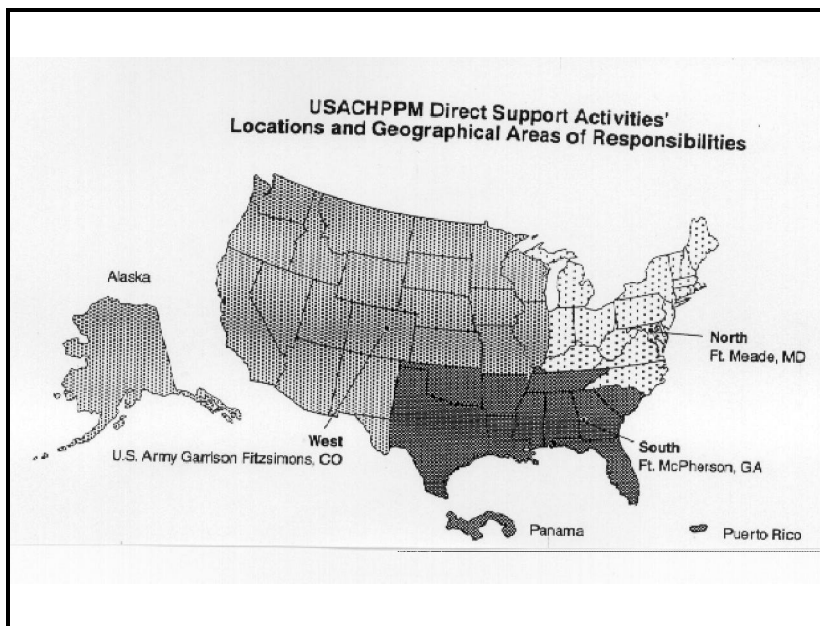 USACHPPM Direct Support Activities'
Locations and Geographical Areas of Responsibilities
Alaska
North
Ft. Meade, MD
West
U.S. Army Garrison Fitzsimons, CO
South
Ft. McPherson, GA
Panama
Puerto Rico